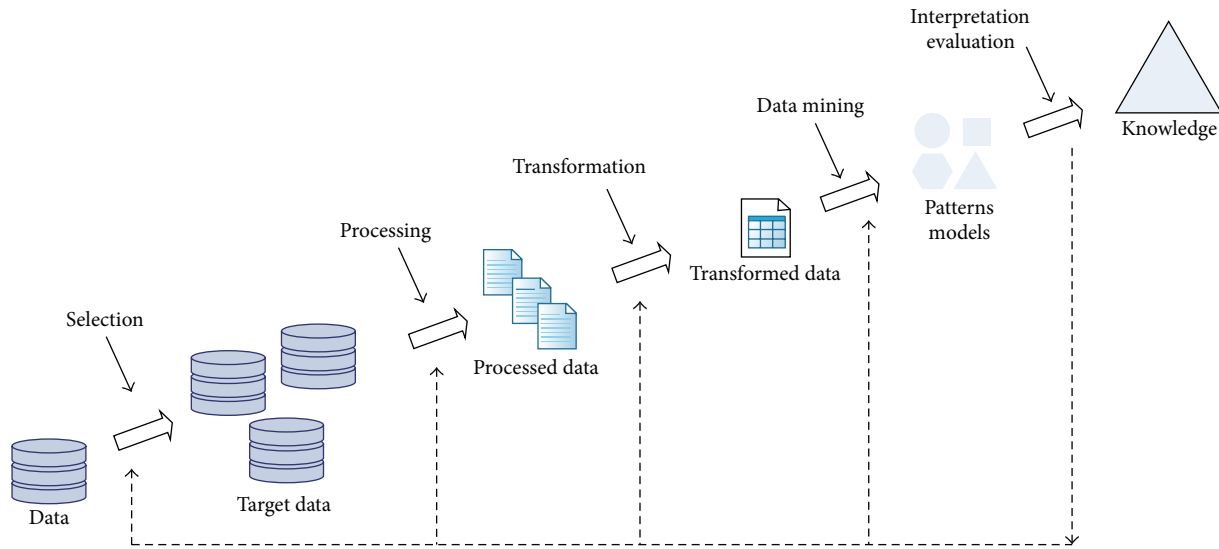 Interpretation
evaluation
Knowledge
Data mining
Patterns
models
Transformation
Transformed data
Processing
Processed data
Selection
Target data
Data